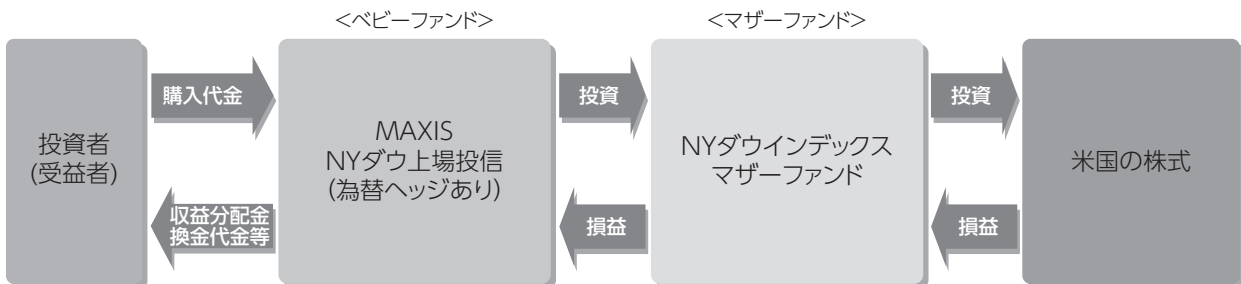 <ベビーファンド>
<マザーファンド>
購入代金
投資
投資
投資者
(受益者)
MAXIS
NYダウ上場投信
(為替ヘッジあり)
NYダウインデックス
マザーファンド
米国の株式
収益分配金
換金代金等
損益
損益